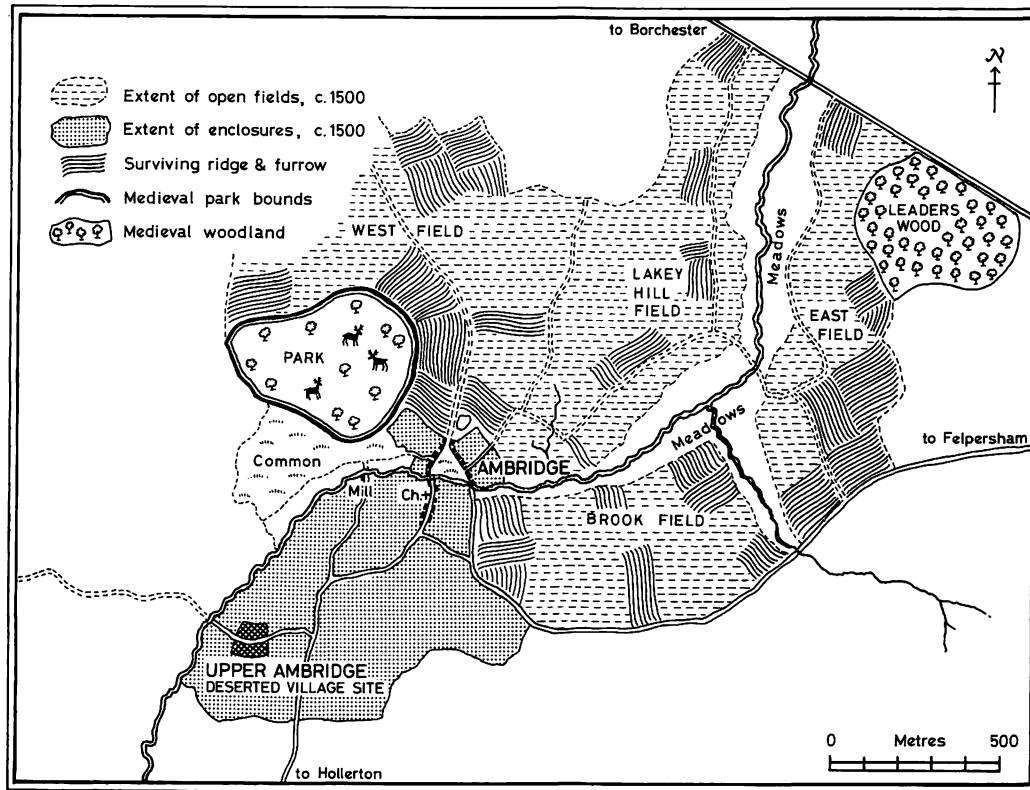 to Borchester
N
Extent of open fields, c.1500
Extent of enclosures, c.1500
Surviving ridge & furrow
Medieval park bounds
Medieval woodland
WEST FIELD
LAKEY
HILL
FIELD
Meadows
LEADERS
WOOD
EAST
FIELD
PARK
Meadows
to Felpersham
Common
AMBRIDGE
Mill
Ch.
BROOK FIELD
UPPER AMBRIDGE
DESERTED VILLAGE SITE
to Hollerton
0 Metres 500